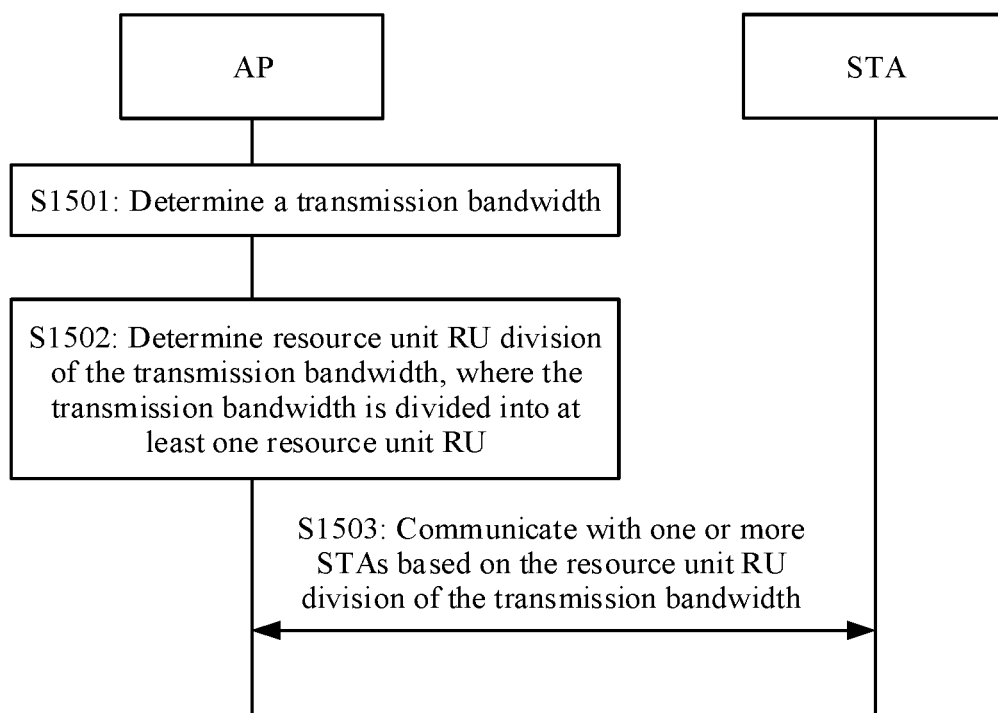 AP
STA
S1501: Determine a transmission bandwidth
S1502: Determine resource unit RU division
of the transmission bandwidth, where the
transmission bandwidth is divided into at
least one resource unit RU
S1503: Communicate with one or more
STAs based on the resource unit RU
division of the transmission bandwidth